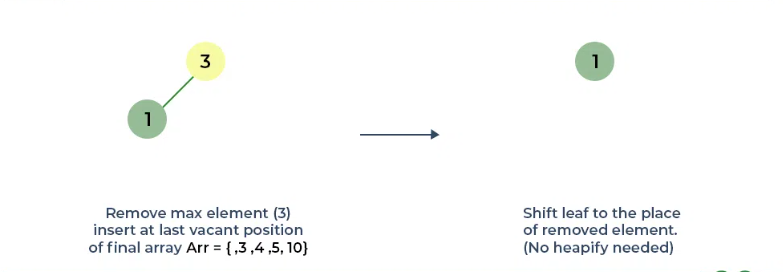 3
1
1
Remove max element (3)
insert at last vacant position
of final array Arr = { ,3 ,4 ,5, 10}
Shift leaf to the place
of removed element.
(No heapify needed)